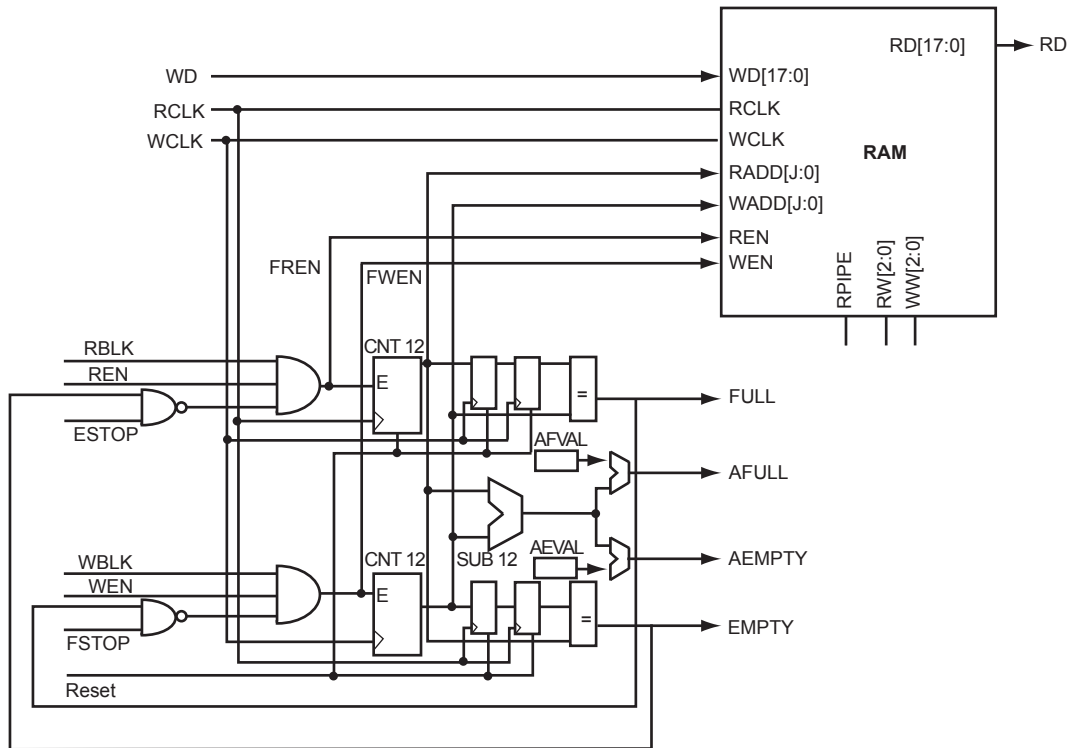 RD[17:0]
RD
WD
WD[17:0]
RCLK
RCLK
WCLK
WCLK
RAM
RADD[J:0]
WADD[J:0]
REN
FREN
FWEN
WEN
RPIPE
RW[2:0]
WW[2:0]
RBLK
CNT 12
REN
E
=
FULL
ESTOP
AFVAL
AFULL
WBLK
CNT 12
SUB 12
AEVAL
AEMPTY
WEN
E
=
EMPTY
FSTOP
Reset